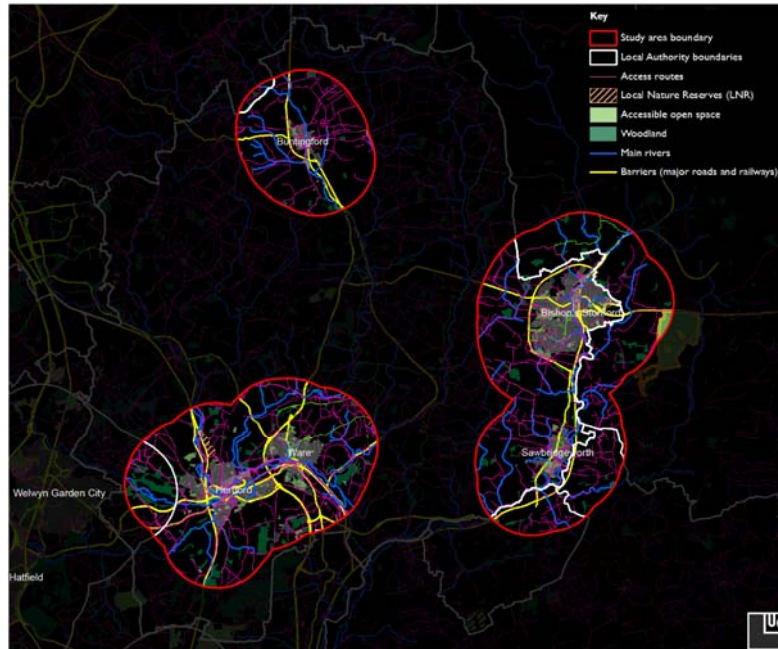 Key
Study area boundary
Local Authority boundaries
Access routes
Local Nature Reserves (LNR)
Accessible open space
Woodland
Main rivers
Barriers (major roads and railways)
Buntingford
Bishop's Stortford
Ware
Sawbridgeworth
Hertford
Welwyn Garden City
Hatfield